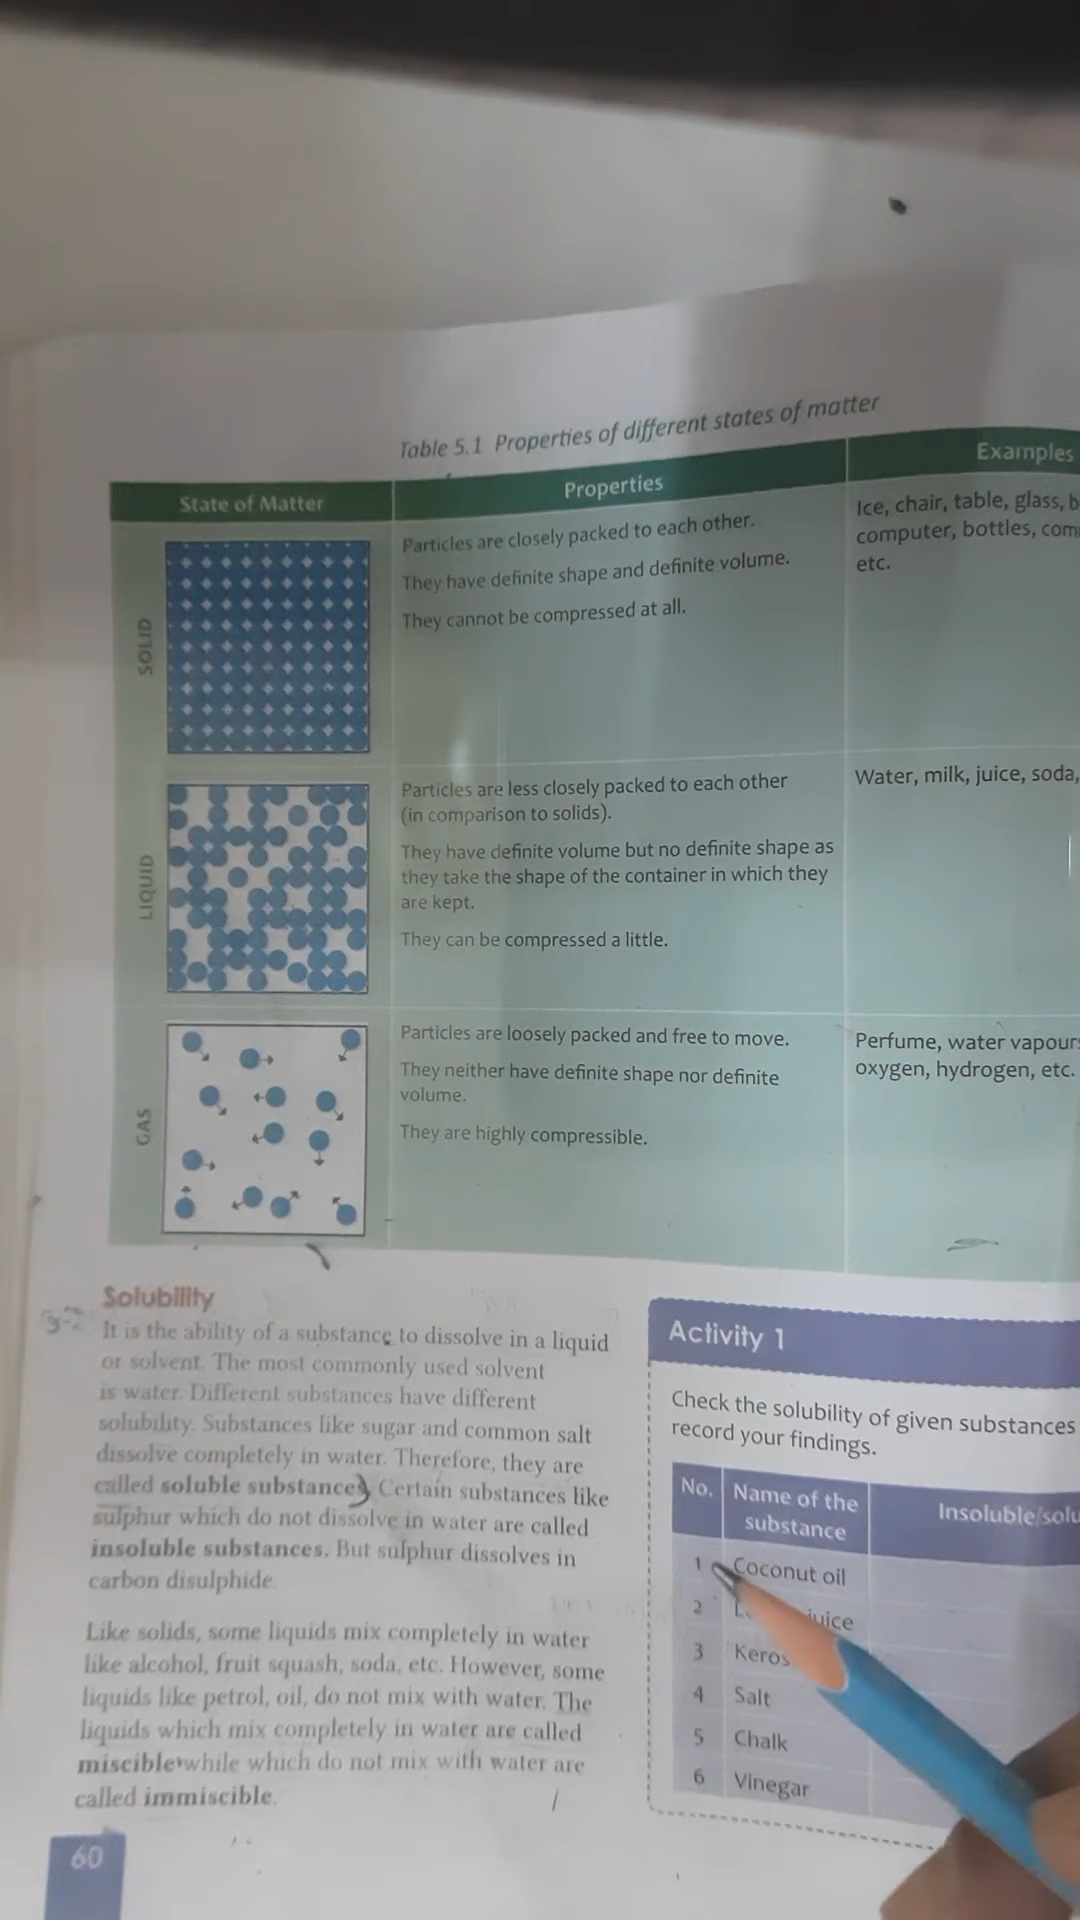 Table 5.1 Properties of different states of matter
State of Matter
Properties
Examples
SOLID
Particles are closely packed to each other.
They have definite shape and definite volume.
They cannot be compressed at all.
Ice, chair, table, glass,
computer, bottles,
etc.
LIQUID
Particles are less closely packed to each other
(in comparison to solids).
They have definite volume but no definite shape as
they take the shape of the container in which they
are kept.
They can be compressed a little.
Water, milk, juice, soda,
GAS
Particles are loosely packed and free to move.
They neither have definite shape nor definite
volume.
They are highly compressible.
Perfume, water vapours
oxygen, hydrogen, etc.
Solubility
It is the ability of a substance to dissolve in a liquid
or solvent. The most commonly used solvent
is water. Different substances have different
solubility. Substances like sugar and common salt
dissolve completely in water. Therefore, they are
called soluble substances. Certain substances like
sulphur which do not dissolve in water are called
insoluble substances. But sulphur dissolves in
carbon disulphide.
Like solids, some liquids mix completely in water
like alcohol, fruit squash, soda, etc. However, some
liquids like petrol, oil, do not mix with water. The
liquids which mix completely in water are called
miscible while which do not mix with water are
called immiscible.
60
Activity 1
Check the solubility of given substances
record your findings.
No.
Name of the
substance
Insoluble/solu
1 Coconut oil
2 juice
3 Keros
4 Salt
5 Chalk
6 Vinegar